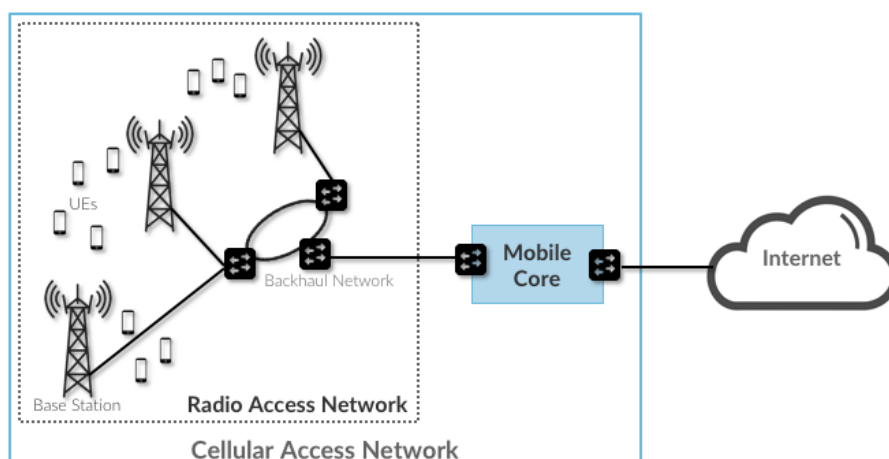 UEs
Backhaul Network
Base Station
Radio Access Network
Cellular Access Network
Mobile
Core
Internet